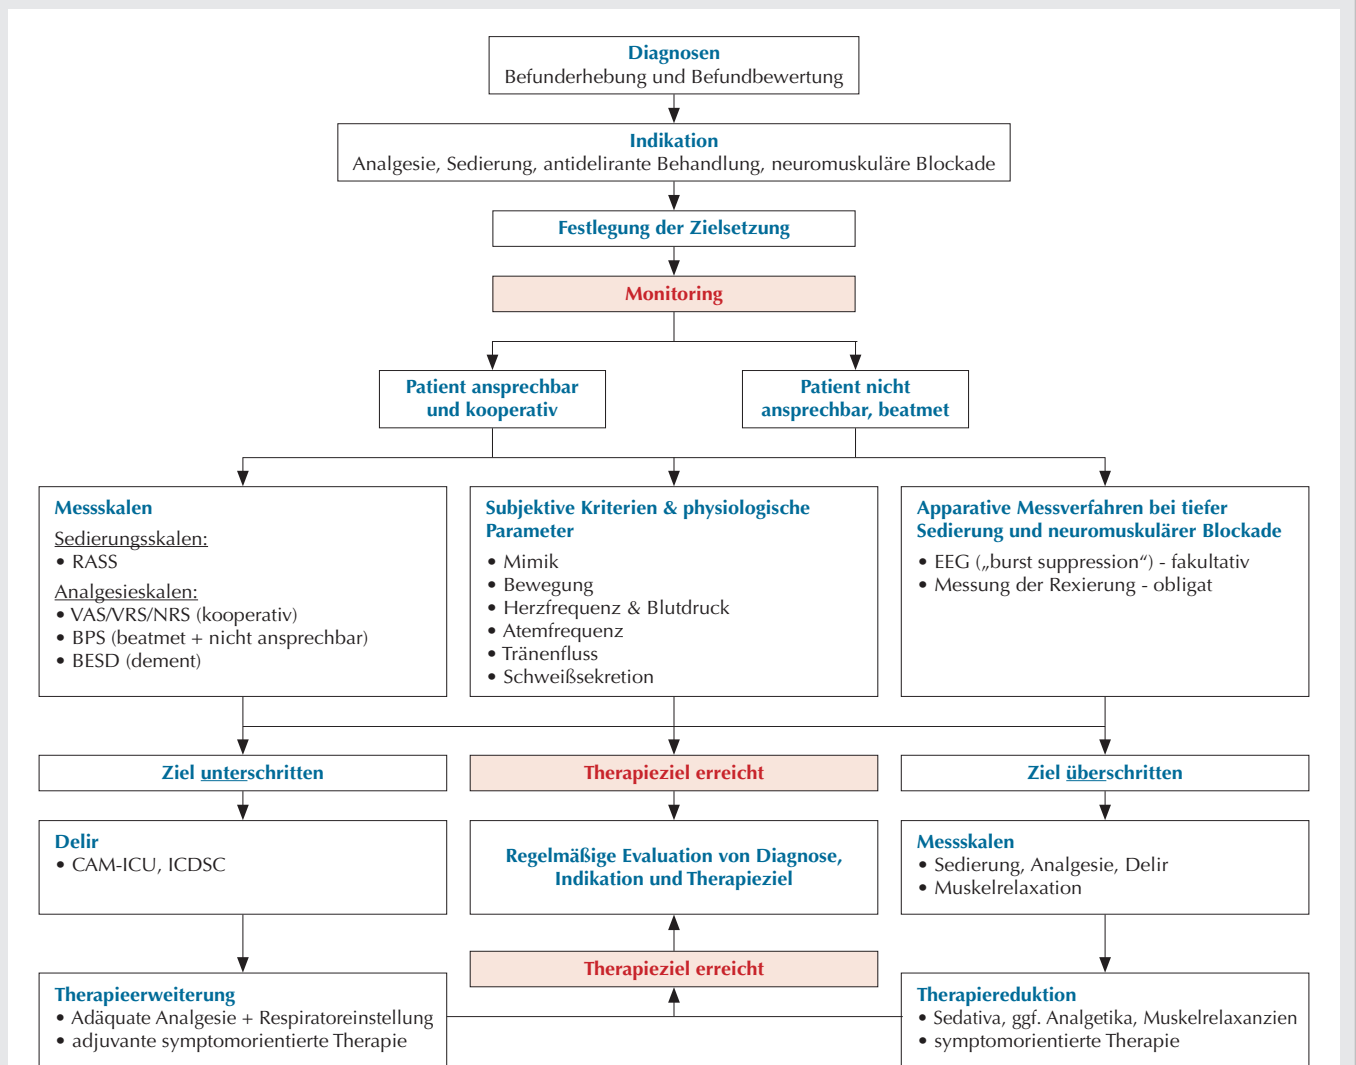 Diagnosen
Befunderhebung und Befundbewertung
Indikation
Analgesie, Sedierung, antidelirante Behandlung, neuromuskuläre Blockade
Festlegung der Zielsetzung
Monitoring
Patient ansprechbar
und kooperativ
Patient nicht
ansprechbar, beatmet
Messskalen
Sedierungsskalen:
• RASS
Analgesieskalen:
• VAS/VRS/NRS (kooperativ)
• BPS (beatmet + nicht ansprechbar)
• BESD (dement)
Subjektive Kriterien & physiologische
Parameter
• Mimik
• Bewegung
• Herzfrequenz & Blutdruck
• Atemfrequenz
• Tränenfluss
• Schweißsekretion
Apparative Messverfahren bei tiefer
Sedierung und neuromuskulärer Blockade
• EEG („burst suppression“) - fakultativ
• Messung der Rexierung - obligat
Ziel unterschritten
Therapieziel erreicht
Ziel überschritten
Delir
• CAM-ICU, ICDSC
Regelmäßige Evaluation von Diagnose,
Indikation und Therapieziel
Messskalen
• Sedierung, Analgesie, Delir
• Muskelrelaxation
Therapieziel erreicht
Therapieerweiterung
• Adäquate Analgesie + Respiratoreinstellung
• adjuvante symptomorientierte Therapie
Therapiereduktion
• Sedativa, ggf. Analgetika, Muskelrelaxanzien
• symptomorientierte Therapie